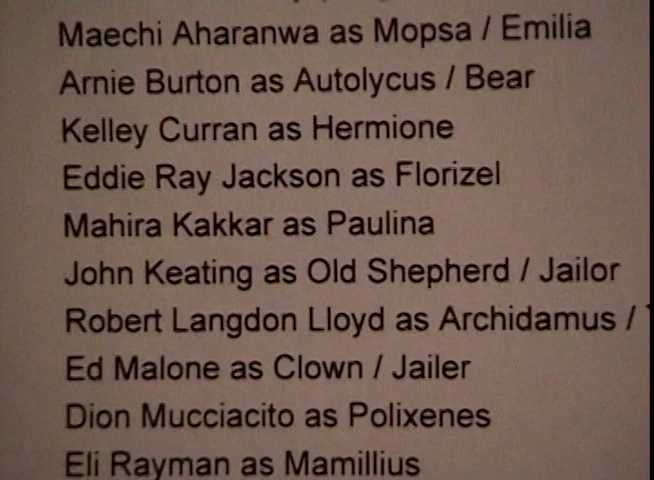 Maechi Aharanwa as Mopsa / Emilia
Arnie Burton as Autolycus / Bear
Kelley Curran as Hermione
Eddie Ray Jackson as Florizel
Mahira Kakkar as Paulina
John Keating as Old Shepherd / Jailor
Robert Langdon Lloyd as Archidamus /
Ed Malone as Clown / Jailer
Dion Mucciacito as Polixenes
Eli Rayman as Mamillius